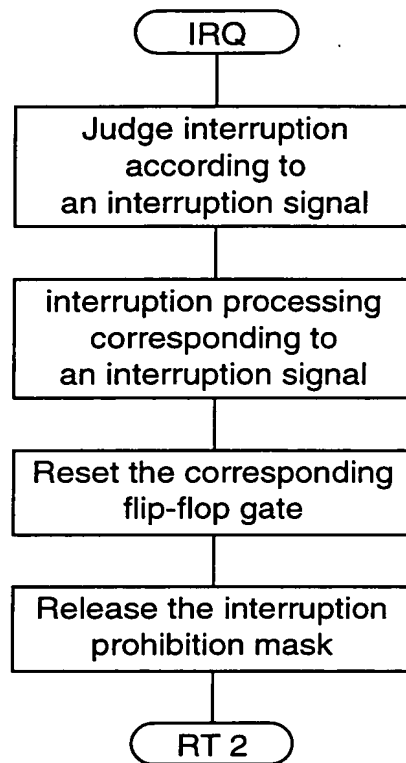 IRQ
Judge interruption
according to
an interruption signal
interruption processing
corresponding to
an interruption signal
Reset the corresponding
flip-flop gate
Release the interruption
prohibition mask
RT 2